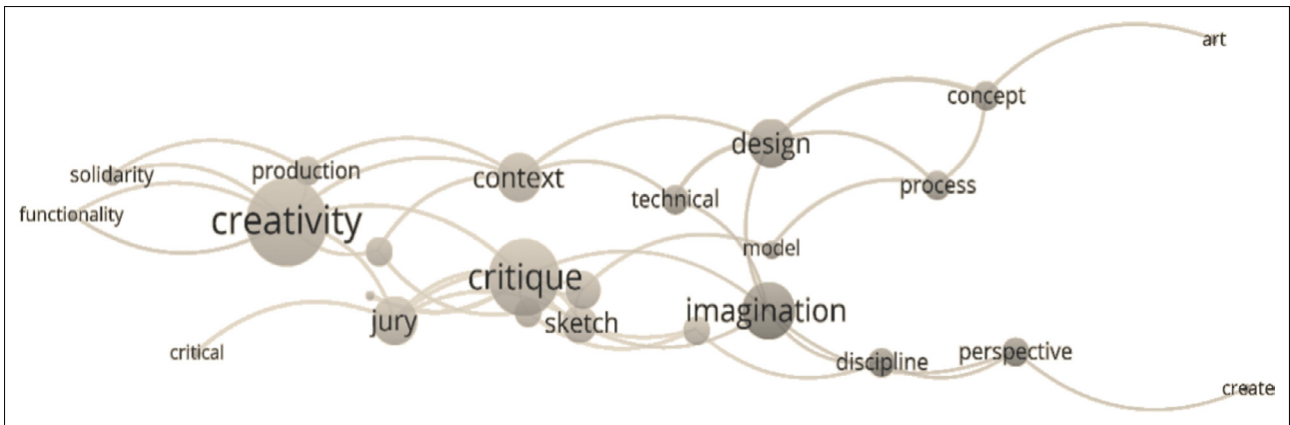 art
concept
design
solidarity
production
context
process
technical
functionality
creativity
model
critique
imagination
jury
sketch
critical
discipline
perspective
create